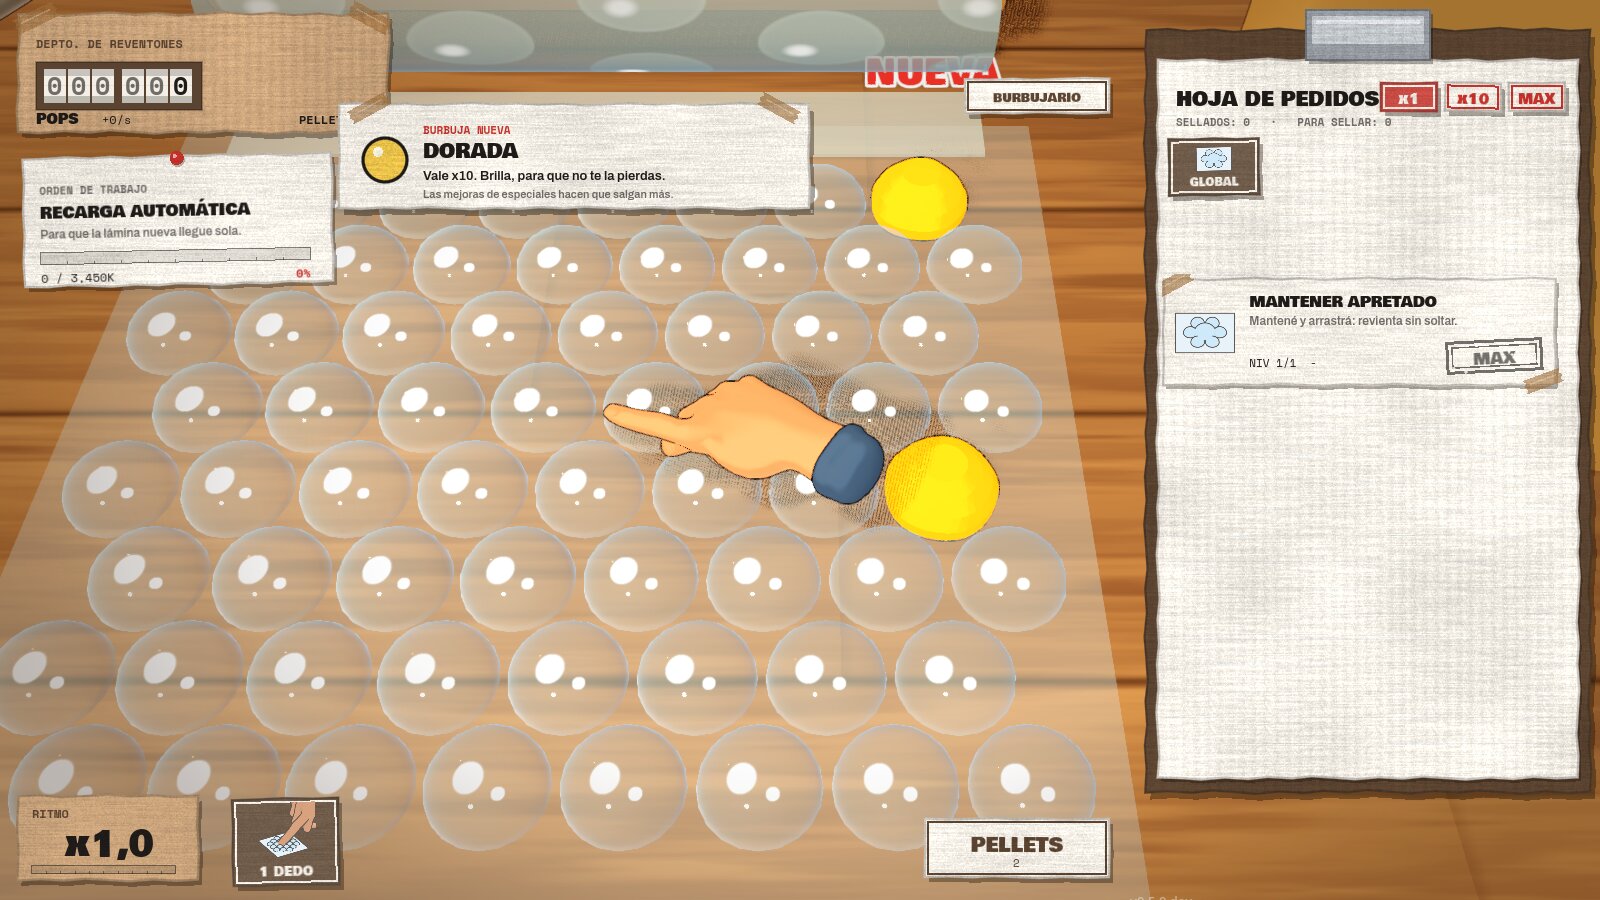 DEPTO. DE REVENTONES
000 000
POPS +0/s
NUEVA
BURBUJARIO
BURBUJA NUEVA
DORADA
Vale x10. Brilla, para que no te la pierdas.
Las mejoras de especiales hacen que salgan más.
ORDEN DE TRABAJO
RECARGA AUTOMÁTICA
Para que la lámina nueva llegue sola.
0 / 3.450K 0%
HOJA DE PEDIDOS x1 x10 MAX
SELLADOS: 0 · PARA SELLAR: 0
GLOBAL
MANTENER APRETADO
Mantené y arrastrá: revienta sin soltar.
NIV 1/1 -
MAX
RITMO
x1,0
1 DEDO
PELLETS
2